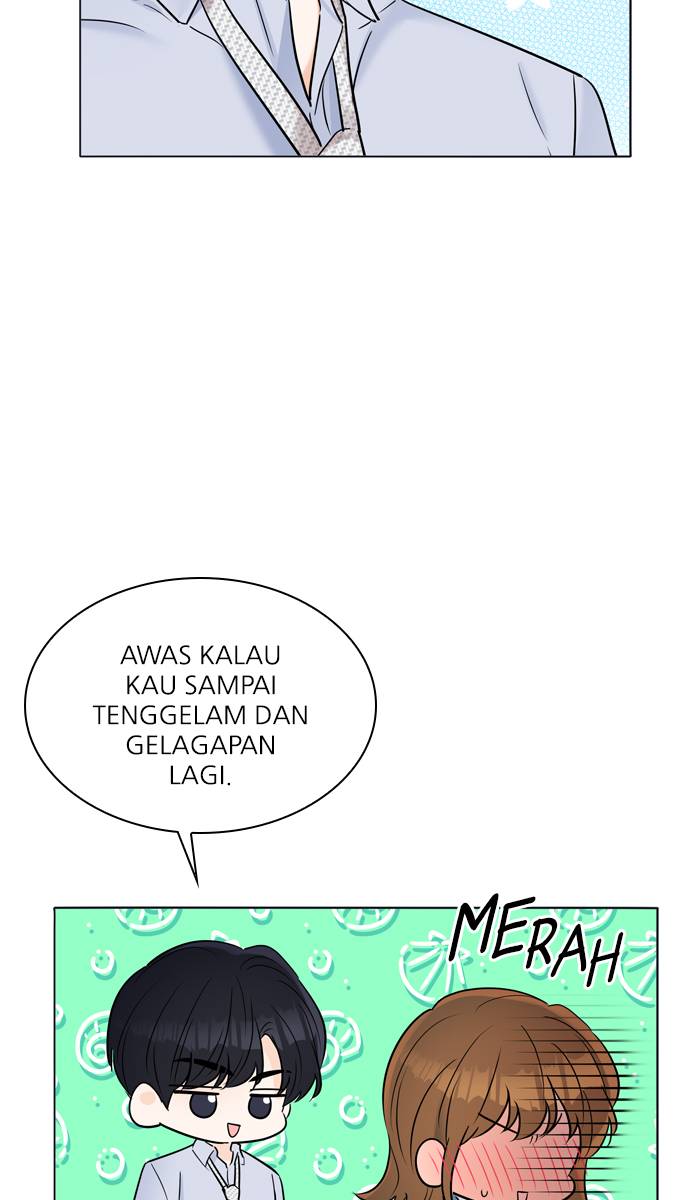 AWAS KALAU
KAU SAMPAI
TENGGELAM DAN
GELAGAPAN
LAGI.
MERAH